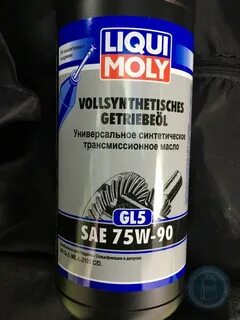 LIQUI
MOLY
VOLLSYNTHETISCHES
GETRIEBEÖL
Универсальное синтетическое
трансмиссионное масло
GL5
SAE 75W-90